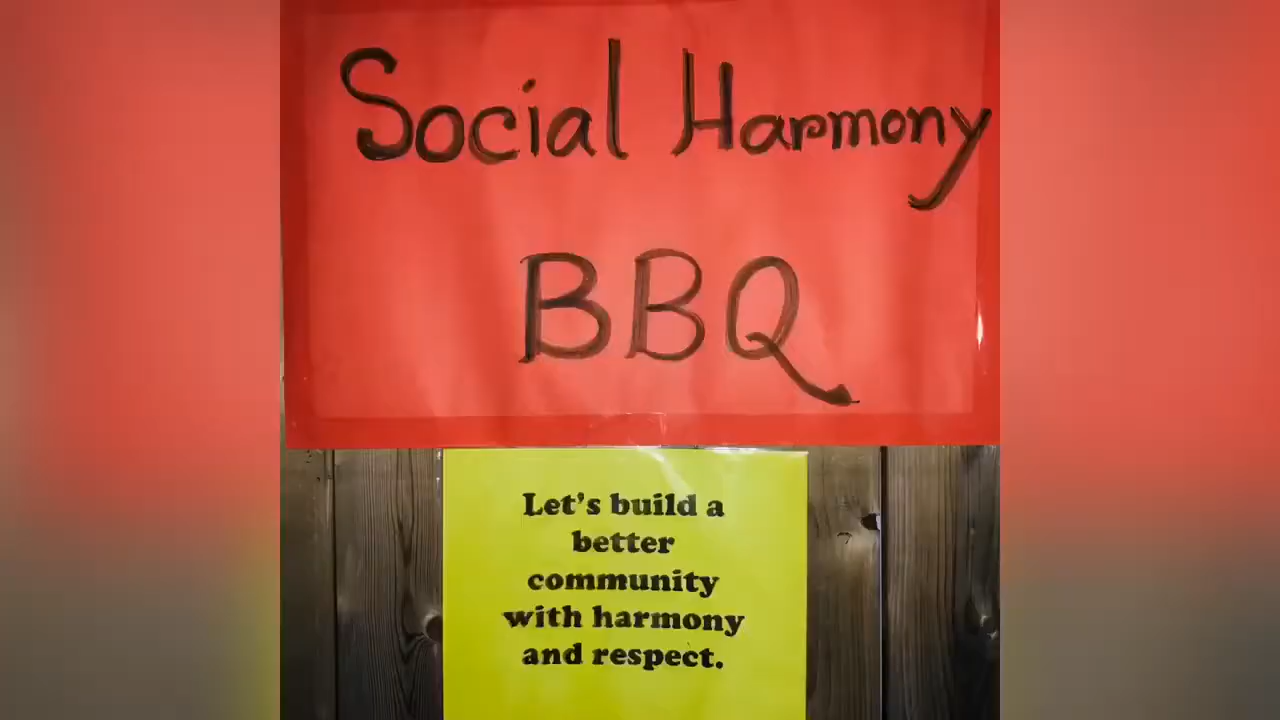 Social Harmony
BBQ
Let's build a
better
community
with harmony
and respect.